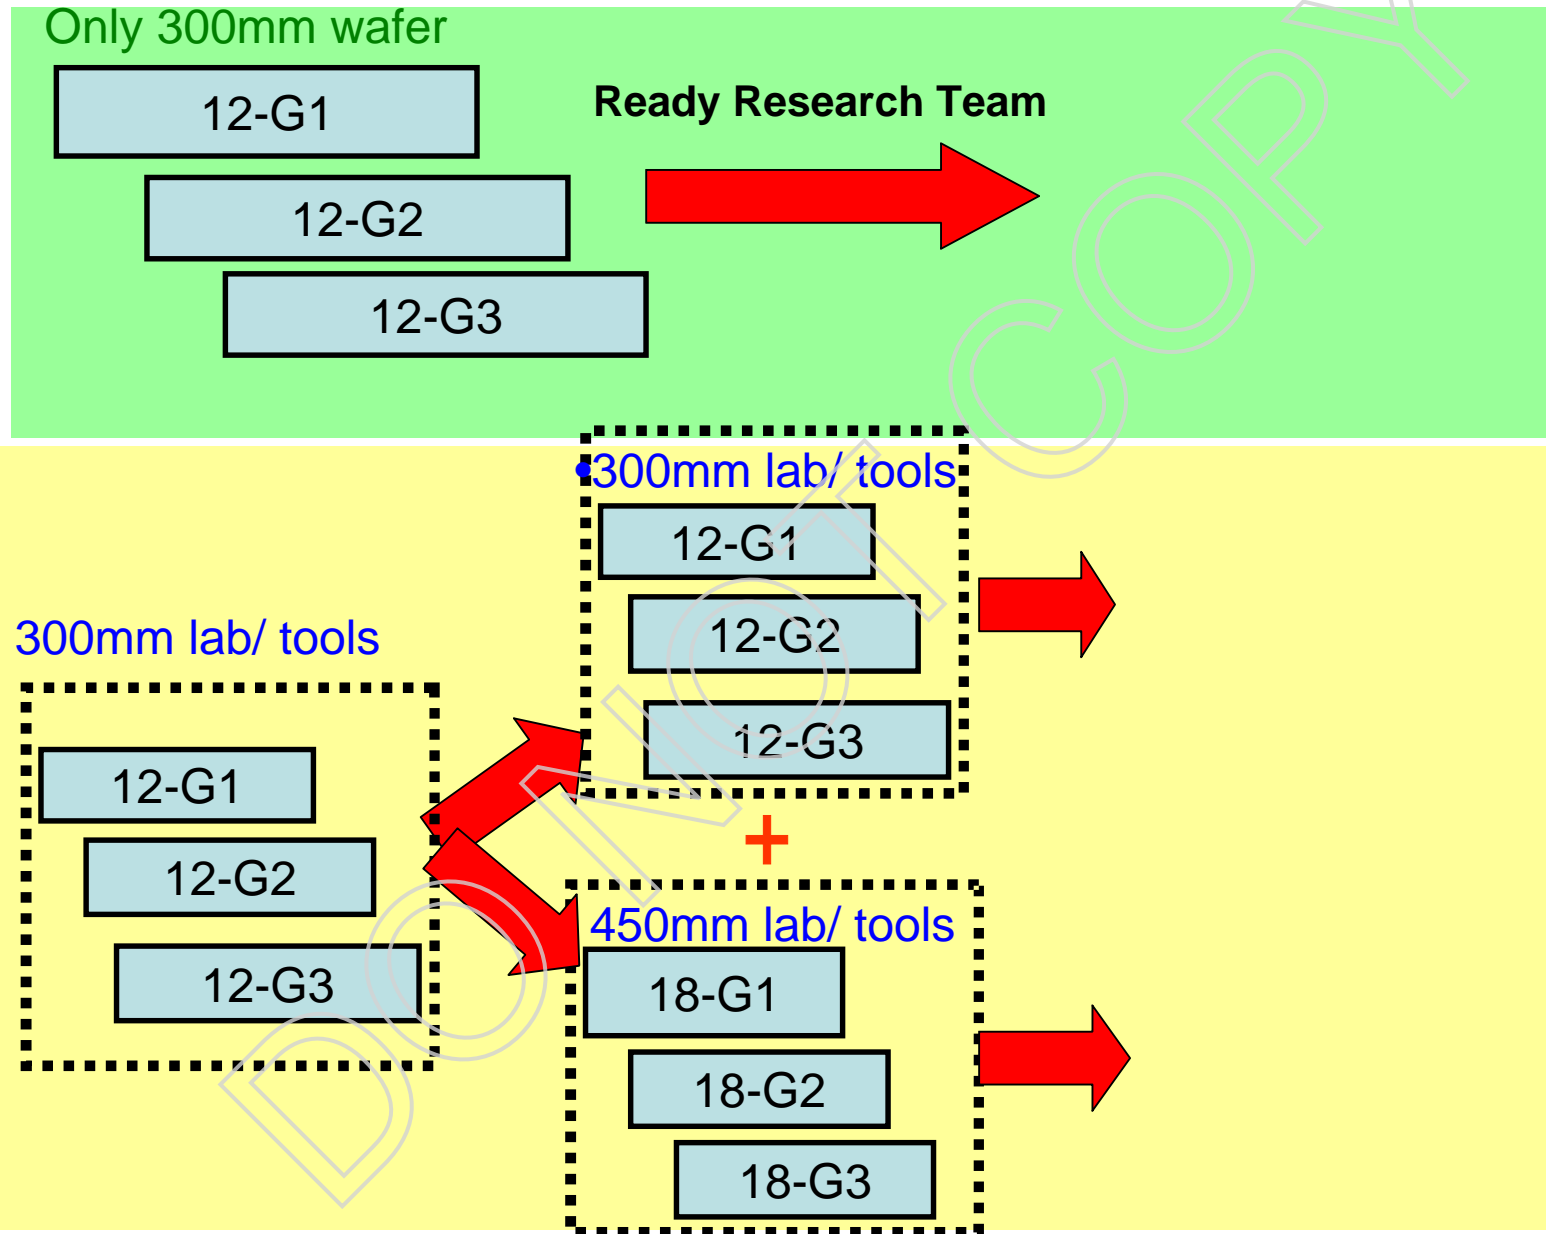 Only 300mm wafer
12-G1
Ready Research Team
12-G2
12-G3
•300mm lab/ tools
12-G1
12-G2
12-G3
300mm lab/ tools
12-G1
12-G2
12-G3
+
450mm lab/ tools
18-G1
18-G2
18-G3
DO NOT COPY